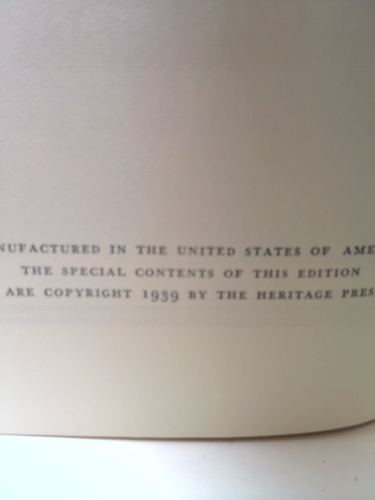 NUFACTURED IN THE UNITED STATES OF AME
THE SPECIAL CONTENTS OF THIS EDITION
ARE COPYRIGHT 1939 BY THE HERITAGE PRES